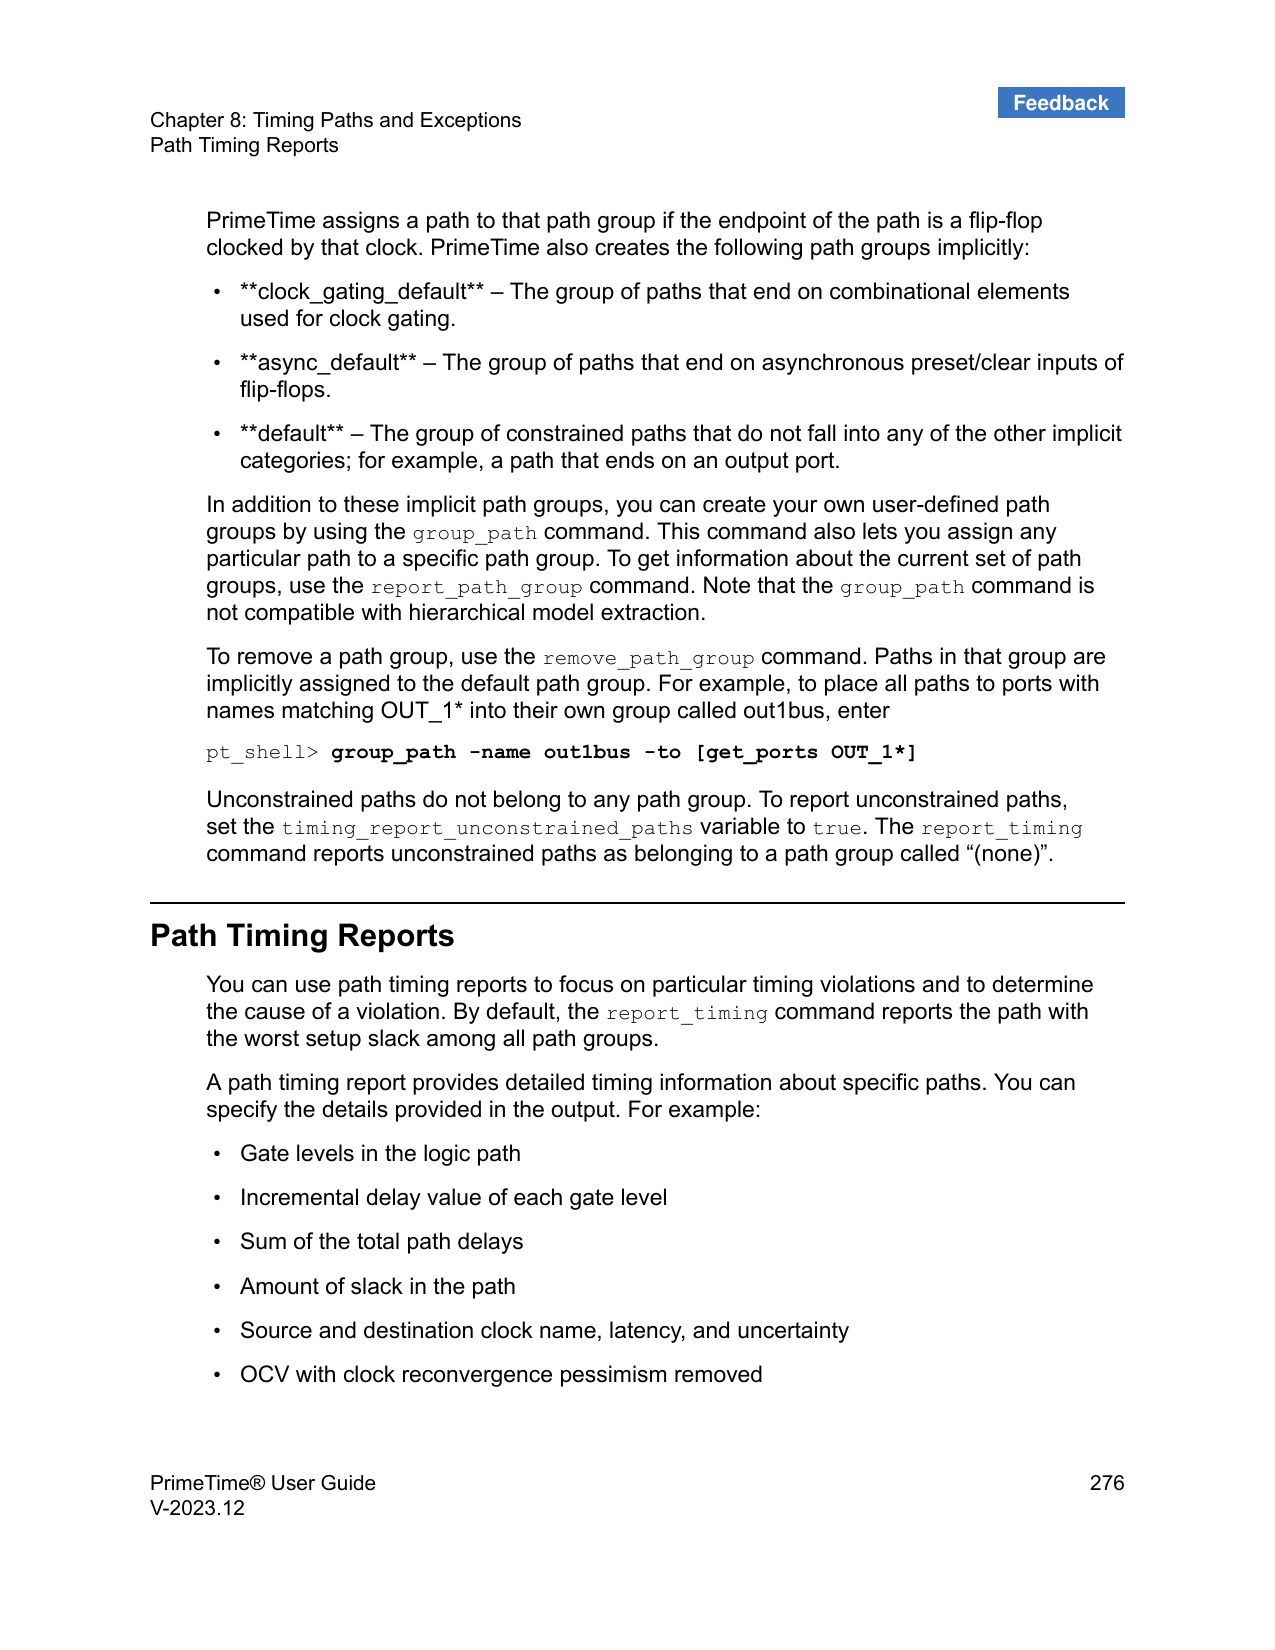 Feedback
Chapter 8: Timing Paths and Exceptions
Path Timing Reports
PrimeTime assigns a path to that path group if the endpoint of the path is a flip-flop
clocked by that clock. PrimeTime also creates the following path groups implicitly:
• **clock_gating_default** – The group of paths that end on combinational elements
used for clock gating.
• **async_default** – The group of paths that end on asynchronous preset/clear inputs of
flip-flops.
• **default** – The group of constrained paths that do not fall into any of the other implicit
categories; for example, a path that ends on an output port.
In addition to these implicit path groups, you can create your own user-defined path
groups by using the group_path command. This command also lets you assign any
particular path to a specific path group. To get information about the current set of path
groups, use the report_path_group command. Note that the group_path command is
not compatible with hierarchical model extraction.
To remove a path group, use the remove_path_group command. Paths in that group are
implicitly assigned to the default path group. For example, to place all paths to ports with
names matching OUT_1* into their own group called out1bus, enter
pt_shell> group_path -name out1bus -to [get_ports OUT_1*]
Unconstrained paths do not belong to any path group. To report unconstrained paths,
set the timing_report_unconstrained_paths variable to true. The report_timing
command reports unconstrained paths as belonging to a path group called “(none)”.
Path Timing Reports
You can use path timing reports to focus on particular timing violations and to determine
the cause of a violation. By default, the report_timing command reports the path with
the worst setup slack among all path groups.
A path timing report provides detailed timing information about specific paths. You can
specify the details provided in the output. For example:
• Gate levels in the logic path
• Incremental delay value of each gate level
• Sum of the total path delays
• Amount of slack in the path
• Source and destination clock name, latency, and uncertainty
• OCV with clock reconvergence pessimism removed
PrimeTime® User Guide 276
V-2023.12